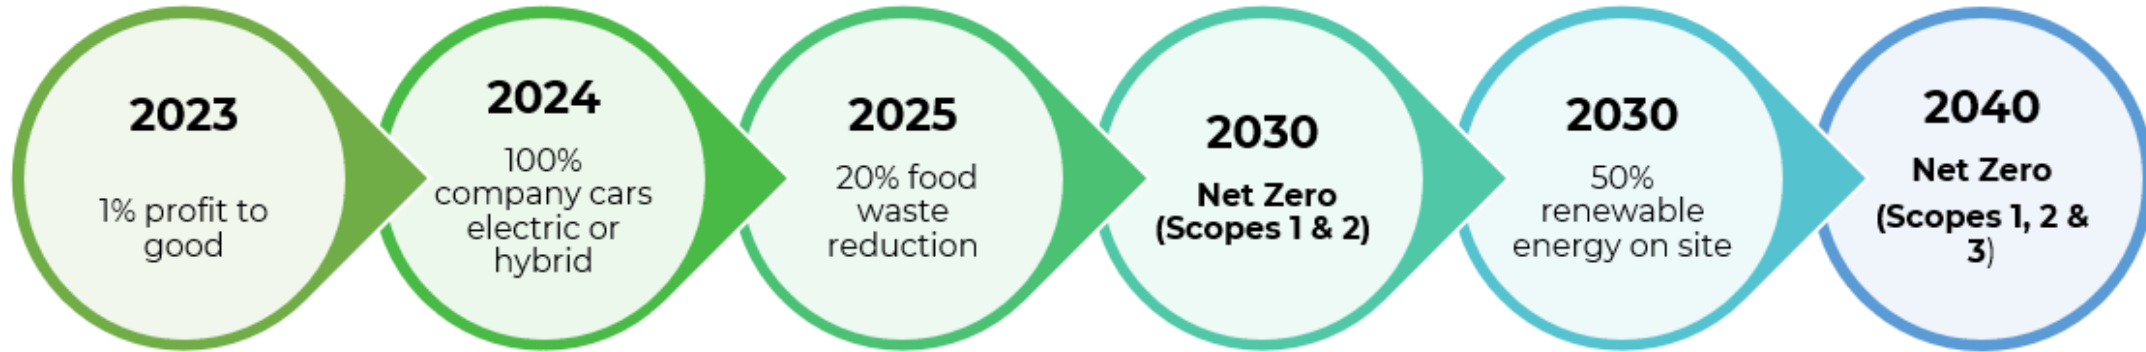 2023
1% profit to
good
2024
100%
company cars
electric or
hybrid
2025
20% food
waste
reduction
2030
Net Zero
(Scopes 1 & 2)
2030
50%
renewable
energy on site
2040
Net Zero
(Scopes 1, 2 &
3)